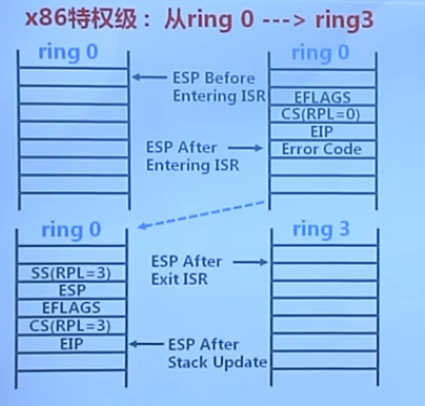 x86特权级：从ring 0 ---> ring3
ring 0
ESP Before
Entering ISR
ESP After
Entering ISR
ring 0
EFLAGS
CS(RPL=0)
EIP
Error Code
ring 0
SS(RPL=3)
ESP
EFLAGS
CS(RPL=3)
EIP
ESP After
Exit ISR
ESP After
Stack Update
ring 3